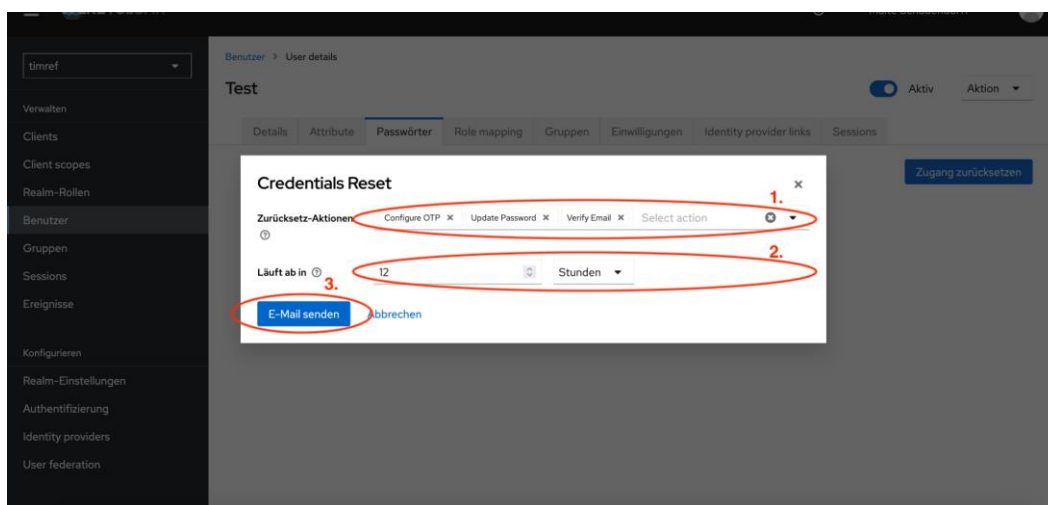 timref
Verwalten
Clients
Client scopes
Realm-Rollen
Benutzer
Gruppen
Sessions
Ereignisse
Konfigurieren
Realm-Einstellungen
Authentifizierung
Identity providers
User federation
Benutzer > User details
Test
Aktiv
Aktion
Details Attribute Passwörter Role mapping Gruppen Einwilligungen Identity provider links Sessions
Zugang zurücksetzen
Credentials Reset
1.
Zurücksetz-Aktionen Configure OTP × Update Password × Verify Email × Select action
2.
Läuft ab in 12 Stunden
3.
E-Mail senden Abbrechen